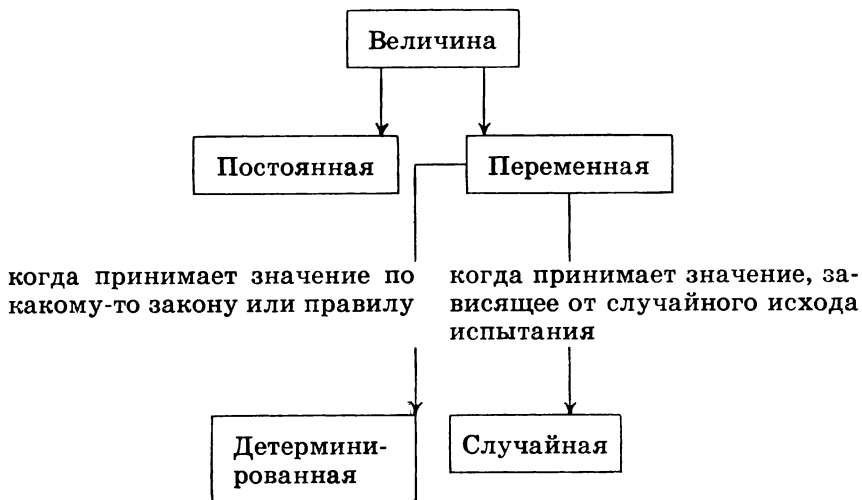 Величина
Постоянная
Переменная
когда принимает значение по
какому-то закону или правилу
когда принимает значение, за-
висящее от случайного исхода
испытания
Детермини-
рованная
Случайная